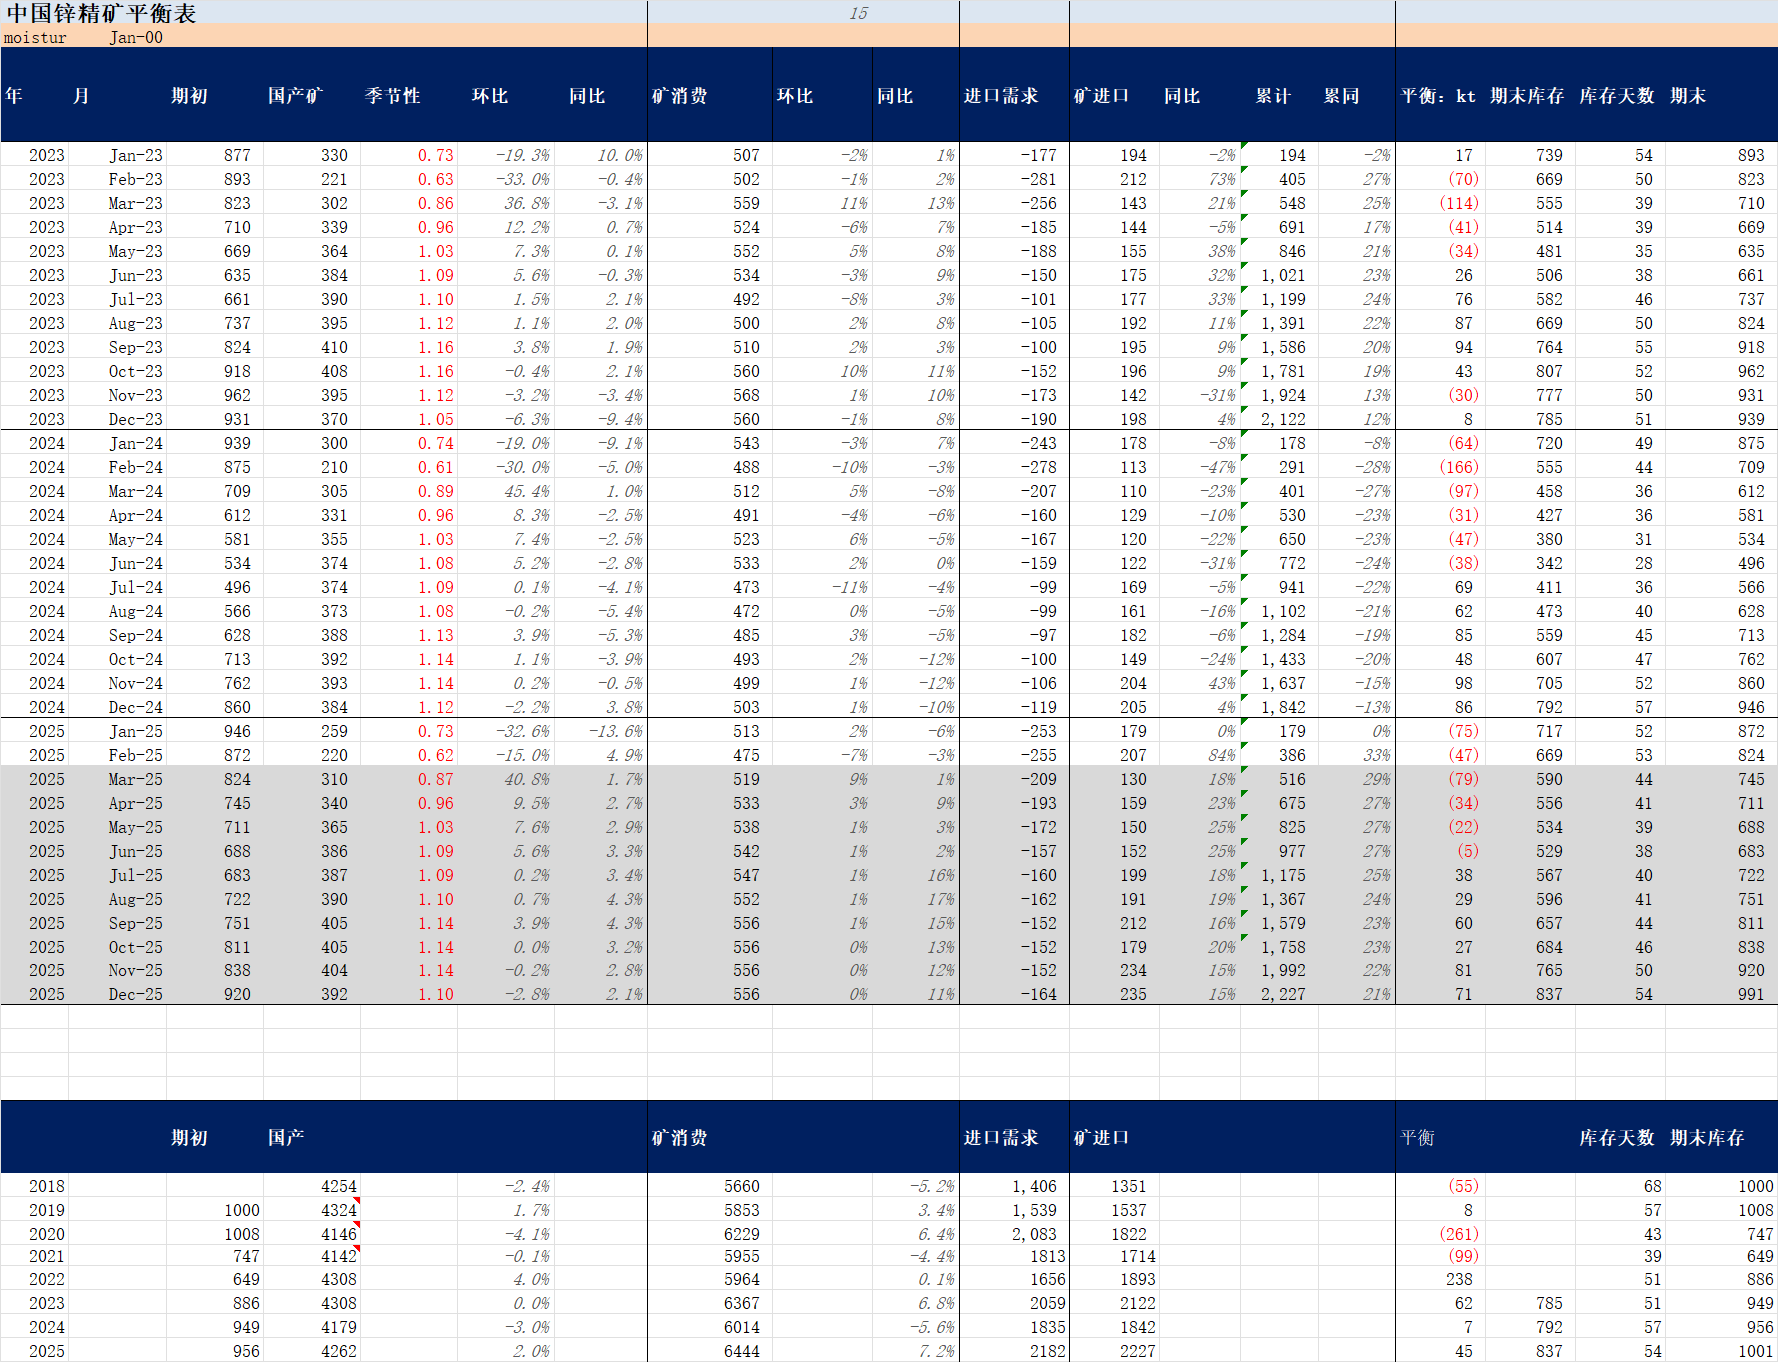 中国锌精矿平衡表 15
moistur Jan-00
年 月 期初 国产矿 季节性 环比 同比 矿消费 环比 同比 进口需求 矿进口 同比 累计 累同 平衡：kt 期末库存 库存天数 期末
2023 Jan-23 877 330 0.73 -19.3% 10.0% 507 -2% 1% -177 194 -2% 194 -2% 17 739 54 893
2023 Feb-23 893 221 0.63 -33.0% -0.4% 502 -1% 2% -281 212 73% 405 27% (70) 669 50 823
2023 Mar-23 823 302 0.86 36.8% -3.1% 559 11% 13% -256 143 21% 548 25% (114) 555 39 710
2023 Apr-23 710 339 0.96 12.2% 0.7% 524 -6% 7% -185 144 -5% 691 17% (41) 514 39 669
2023 May-23 669 364 1.03 7.3% 0.1% 552 5% 8% -188 155 38% 846 21% (34) 481 35 635
2023 Jun-23 635 384 1.09 5.6% -0.3% 534 -3% 9% -150 175 32% 1,021 23% 26 506 38 661
2023 Jul-23 661 390 1.10 1.5% 2.1% 492 -8% 3% -101 177 33% 1,199 24% 76 582 46 737
2023 Aug-23 737 395 1.12 1.1% 2.0% 500 2% 8% -105 192 11% 1,391 22% 87 669 50 824
2023 Sep-23 824 410 1.16 3.8% 1.9% 510 2% 3% -100 195 9% 1,586 20% 94 764 55 918
2023 Oct-23 918 408 1.16 -0.4% 2.1% 560 10% 11% -152 196 9% 1,781 19% 43 807 52 962
2023 Nov-23 962 395 1.12 -3.2% -3.4% 568 1% 10% -173 142 -31% 1,924 13% (30) 777 50 931
2023 Dec-23 931 370 1.05 -6.3% -9.4% 560 -1% 8% -190 198 4% 2,122 12% 8 785 51 939
2024 Jan-24 939 300 0.74 -19.0% -9.1% 543 -3% 7% -243 178 -8% 178 -8% (64) 720 49 875
2024 Feb-24 875 210 0.61 -30.0% -5.0% 488 -10% -3% -278 113 -47% 291 -28% (166) 555 44 709
2024 Mar-24 709 305 0.89 45.4% 1.0% 512 5% -8% -207 110 -23% 401 -27% (97) 458 36 612
2024 Apr-24 612 331 0.96 8.3% -2.5% 491 -4% -6% -160 129 -10% 530 -23% (31) 427 36 581
2024 May-24 581 355 1.03 7.4% -2.5% 523 6% -5% -167 120 -22% 650 -23% (47) 380 31 534
2024 Jun-24 534 374 1.08 5.2% -2.8% 533 2% 0% -159 122 -31% 772 -24% (38) 342 28 496
2024 Jul-24 496 374 1.09 0.1% -4.1% 473 -11% -4% -99 169 -5% 941 -22% 69 411 36 566
2024 Aug-24 566 373 1.08 -0.2% -5.4% 472 0% -5% -99 161 -16% 1,102 -21% 62 473 40 628
2024 Sep-24 628 388 1.13 3.9% -5.3% 485 3% -5% -97 182 -6% 1,284 -19% 85 559 45 713
2024 Oct-24 713 392 1.14 1.1% -3.9% 493 2% -12% -100 149 -24% 1,433 -20% 48 607 47 762
2024 Nov-24 762 393 1.14 0.2% -0.5% 499 1% -12% -106 204 43% 1,637 -15% 98 705 52 860
2024 Dec-24 860 384 1.12 -2.2% 3.8% 503 1% -10% -119 205 4% 1,842 -13% 86 792 57 946
2025 Jan-25 946 259 0.73 -32.6% -13.6% 513 2% -6% -253 179 0% 179 0% (75) 717 52 872
2025 Feb-25 872 220 0.62 -15.0% 4.9% 475 -7% -3% -255 207 84% 386 33% (47) 669 53 824
2025 Mar-25 824 310 0.87 40.8% 1.7% 519 9% 1% -209 130 18% 516 29% (79) 590 44 745
2025 Apr-25 745 340 0.96 9.5% 2.7% 533 3% 9% -193 159 23% 675 27% (34) 556 41 711
2025 May-25 711 365 1.03 7.6% 2.9% 538 1% 3% -172 150 25% 825 27% (22) 534 39 688
2025 Jun-25 688 386 1.09 5.6% 3.3% 542 1% 2% -157 152 25% 977 27% (5) 529 38 683
2025 Jul-25 683 387 1.09 0.2% 3.4% 547 1% 16% -160 199 18% 1,175 25% 38 567 40 722
2025 Aug-25 722 390 1.10 0.7% 4.3% 552 1% 17% -162 191 19% 1,367 24% 29 596 41 751
2025 Sep-25 751 405 1.14 3.9% 4.3% 556 1% 15% -152 212 16% 1,579 23% 60 657 44 811
2025 Oct-25 811 405 1.14 0.0% 3.2% 556 0% 13% -152 179 20% 1,758 23% 27 684 46 838
2025 Nov-25 838 404 1.14 -0.2% 2.8% 556 0% 12% -152 234 15% 1,992 22% 81 765 50 920
2025 Dec-25 920 392 1.10 -2.8% 2.1% 556 0% 11% -164 235 15% 2,227 21% 71 837 54 991
期初 国产 矿消费 进口需求 矿进口 平衡 库存天数 期末库存
2018 4254 -2.4% 5660 -5.2% 1,406 1351 (55) 68 1000
2019 1000 4324 1.7% 5853 3.4% 1,539 1537 8 57 1008
2020 1008 4146 -4.1% 6229 6.4% 2,083 1822 (261) 43 747
2021 747 4142 -0.1% 5955 -4.4% 1813 1714 (99) 39 649
2022 649 4308 4.0% 5964 0.1% 1656 1893 238 51 886
2023 886 4308 0.0% 6367 6.8% 2059 2122 62 785 51 949
2024 949 4179 -3.0% 6014 -5.6% 1835 1842 7 792 57 956
2025 956 4262 2.0% 6444 7.2% 2182 2227 45 837 54 1001